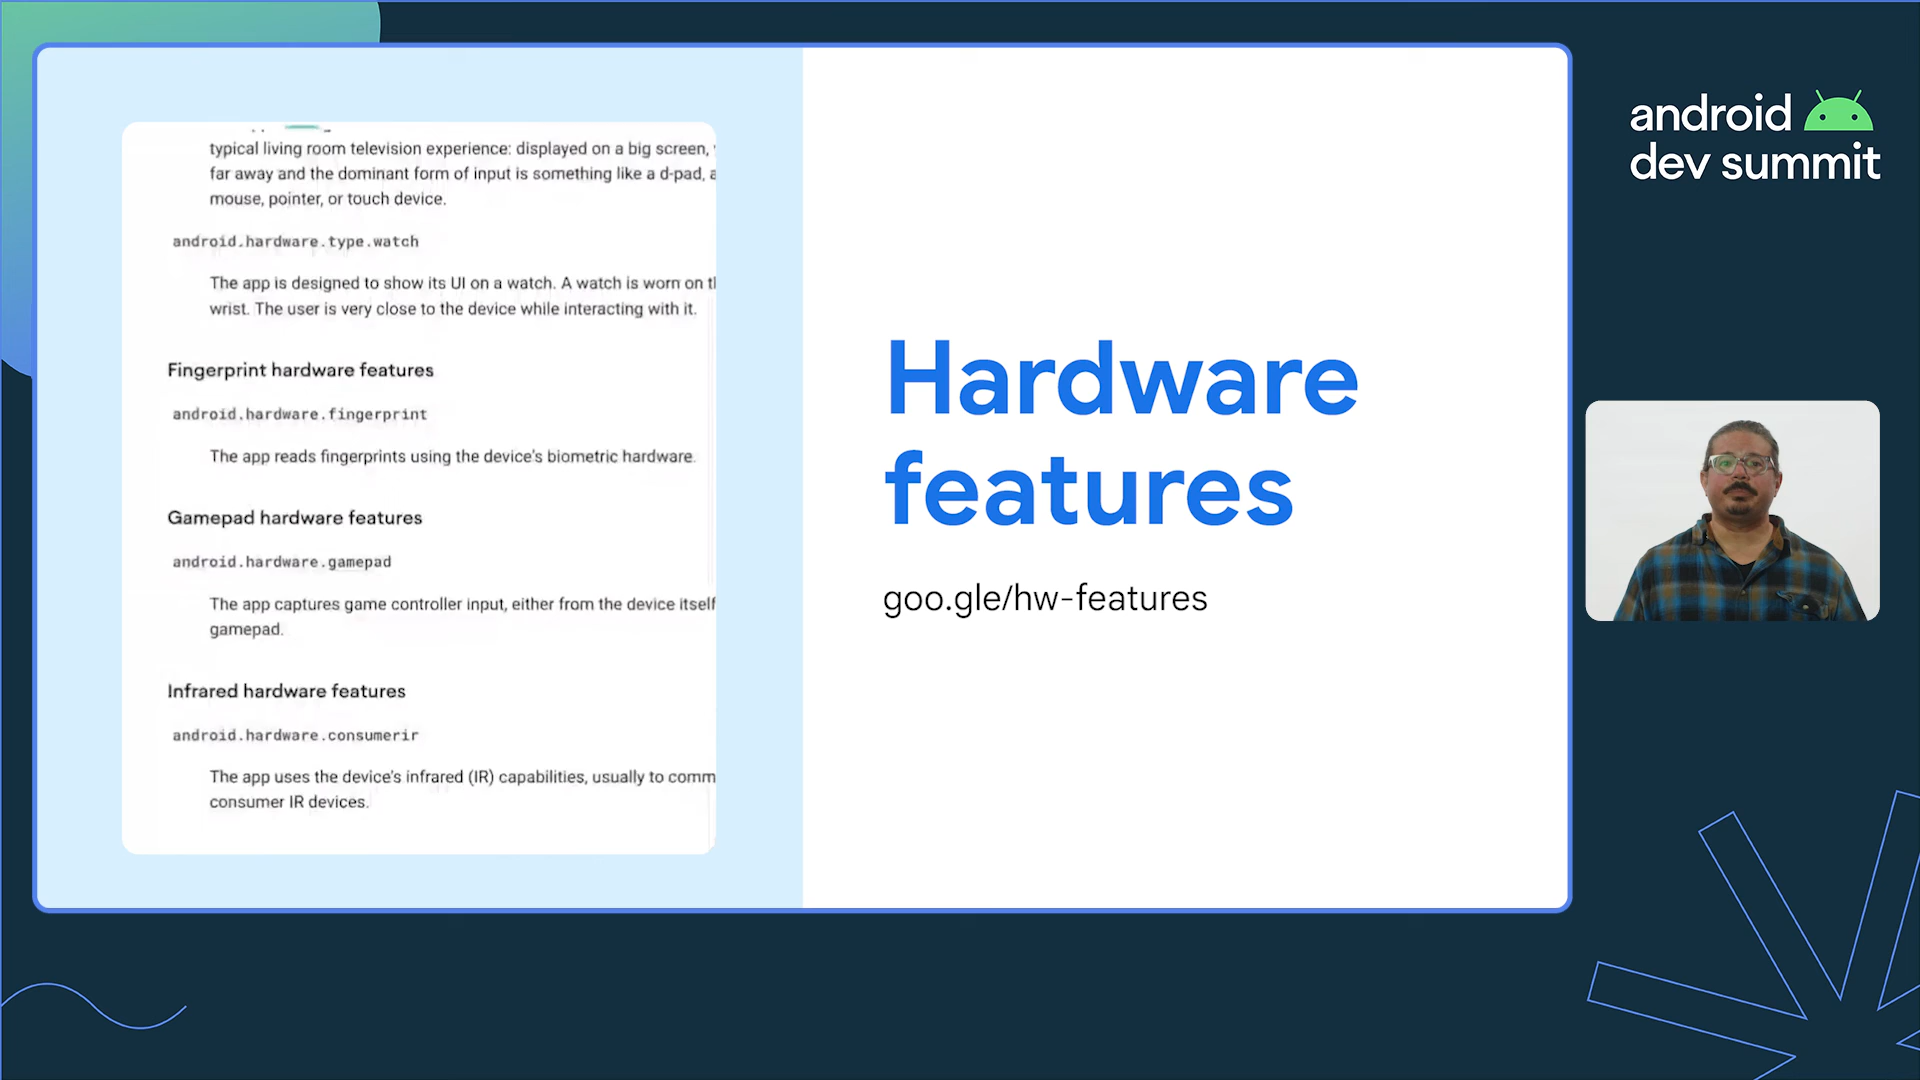 typical living room television experience: displayed on a big screen,
far away and the dominant form of input is something like a d-pad,
mouse, pointer, or touch device.
android.hardware.type.watch
The app is designed to show its UI on a watch. A watch is worn on
wrist. The user is very close to the device while interacting with it.
Fingerprint hardware features
android.hardware.fingerprint
The app reads fingerprints using the device's biometric hardware.
Gamepad hardware features
android.hardware.gamepad
The app captures game controller input, either from the device itself
gamepad.
Infrared hardware features
android.hardware.consumerir
The app uses the device's infrared (IR) capabilities, usually to comm
consumer IR devices.
Hardware
features
goo.gle/hw-features
android
dev summit